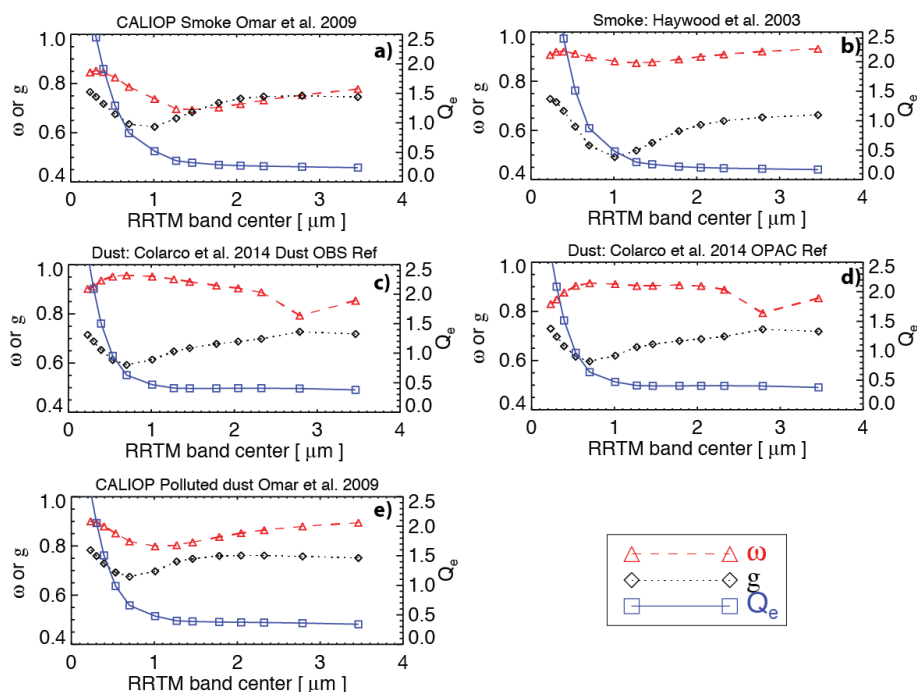 CALIOP Smoke Omar et al. 2009
a)
1.0
0.8
0.6
0.4
ω or g
2.5
2.0
1.5
1.0
0.5
0.0
Q_e
0 1 2 3 4
RRTM band center [ μm ]
Smoke: Haywood et al. 2003
b)
1.0
0.8
0.6
0.4
ω or g
2.5
2.0
1.5
1.0
0.5
0.0
Q_e
0 1 2 3 4
RRTM band center [ μm ]
Dust: Colarco et al. 2014 Dust OBS Ref
c)
1.0
0.8
0.6
0.4
ω or g
2.5
2.0
1.5
1.0
0.5
0.0
Q_e
0 1 2 3 4
RRTM band center [ μm ]
Dust: Colarco et al. 2014 OPAC Ref
d)
1.0
0.8
0.6
0.4
ω or g
2.5
2.0
1.5
1.0
0.5
0.0
Q_e
0 1 2 3 4
RRTM band center [ μm ]
CALIOP Polluted dust Omar et al. 2009
e)
1.0
0.8
0.6
0.4
ω or g
2.5
2.0
1.5
1.0
0.5
0.0
Q_e
0 1 2 3 4
RRTM band center [ μm ]
ω
g
Q_e